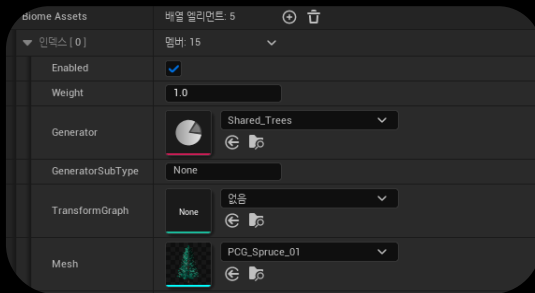 Biome Assets 배열 엘리먼트: 5
인덱스 [ 0 ] 멤버: 15
Enabled
Weight 1.0
Generator Shared_Trees
GeneratorSubType None
TransformGraph None 없음
Mesh PCG_Spruce_01